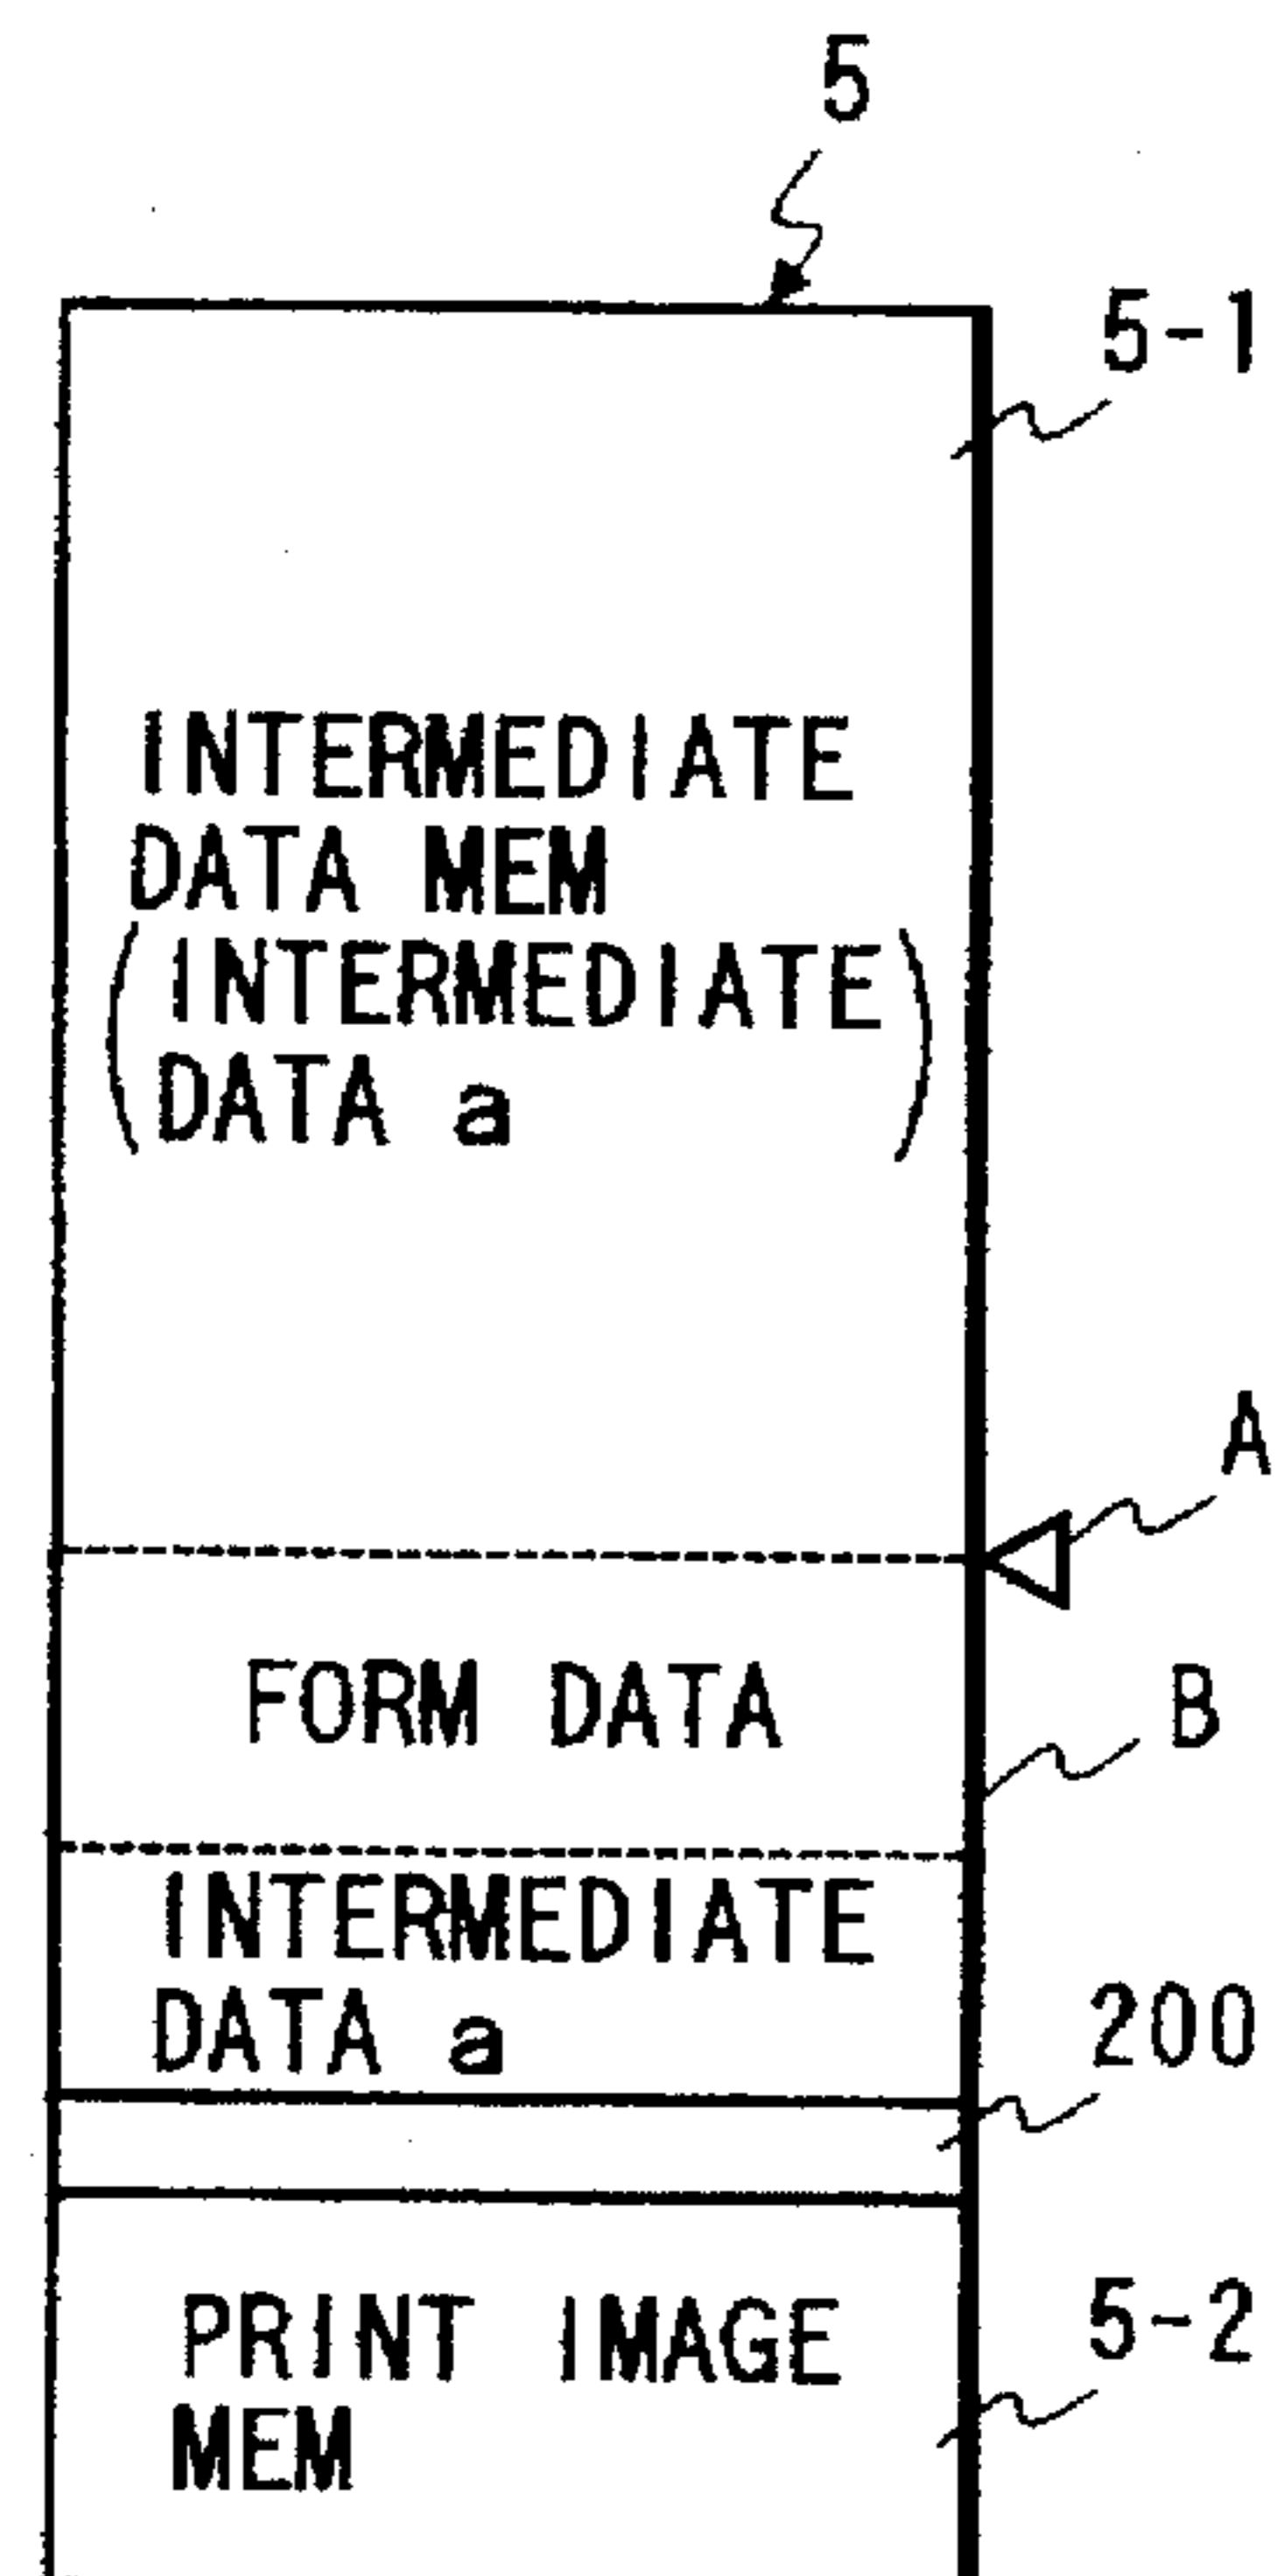 5
5-1
INTERMEDIATE
DATA MEM
(INTERMEDIATE
DATA a)
A
FORM DATA
B
INTERMEDIATE
DATA a
200
PRINT IMAGE
MEM
5-2